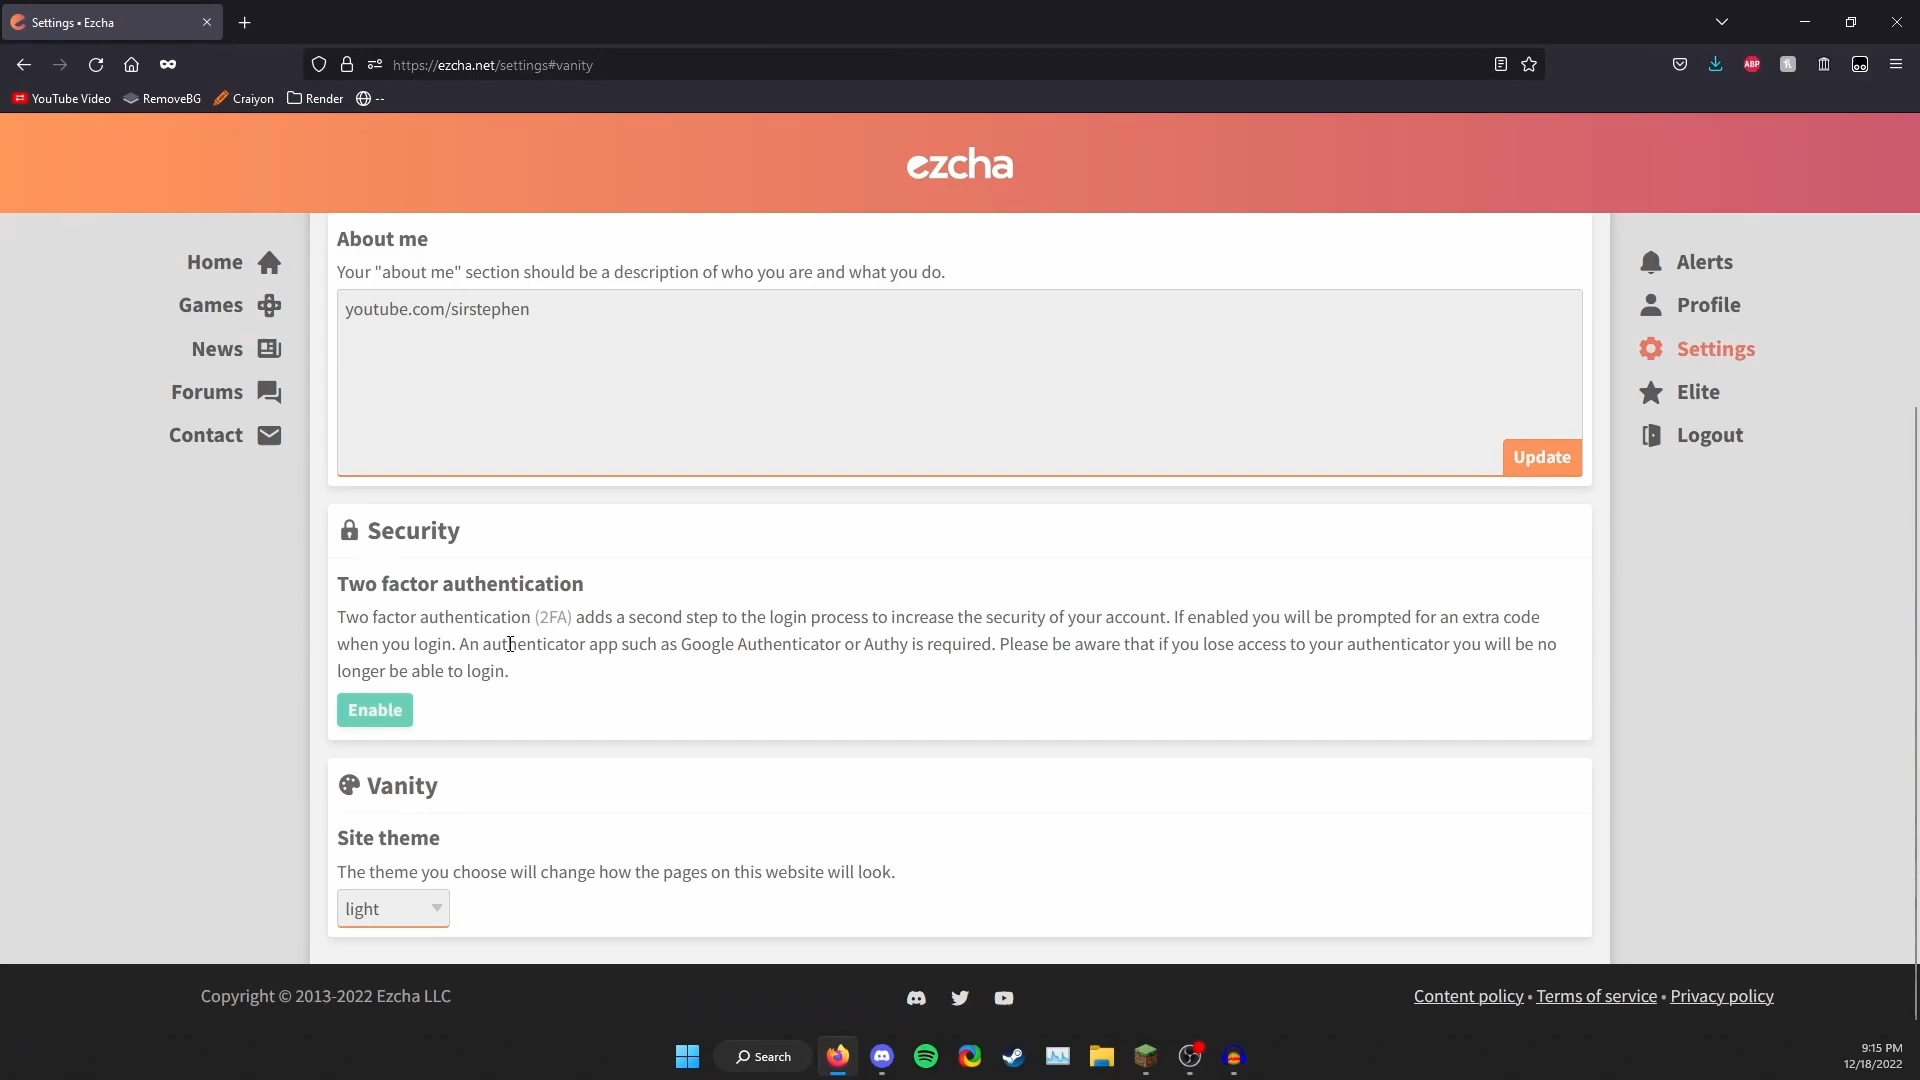 Settings • Ezcha
https://ezcha.net/settings#vanity
ABP
YouTube Video
RemoveBG
Craiyon
Render
--
ezcha
Home
Games
News
Forums
Contact
About me
Your "about me" section should be a description of who you are and what you do.
youtube.com/sirstephen
Update
Security
Two factor authentication
Two factor authentication (2FA) adds a second step to the login process to increase the security of your account. If enabled you will be prompted for an extra code
when you login. An authenticator app such as Google Authenticator or Authy is required. Please be aware that if you lose access to your authenticator you will be no
longer be able to login.
Enable
Vanity
Site theme
The theme you choose will change how the pages on this website will look.
light
Alerts
Profile
Settings
Elite
Logout
Copyright © 2013-2022 Ezcha LLC
Content policy • Terms of service • Privacy policy
Search
9:15 PM
12/18/2022